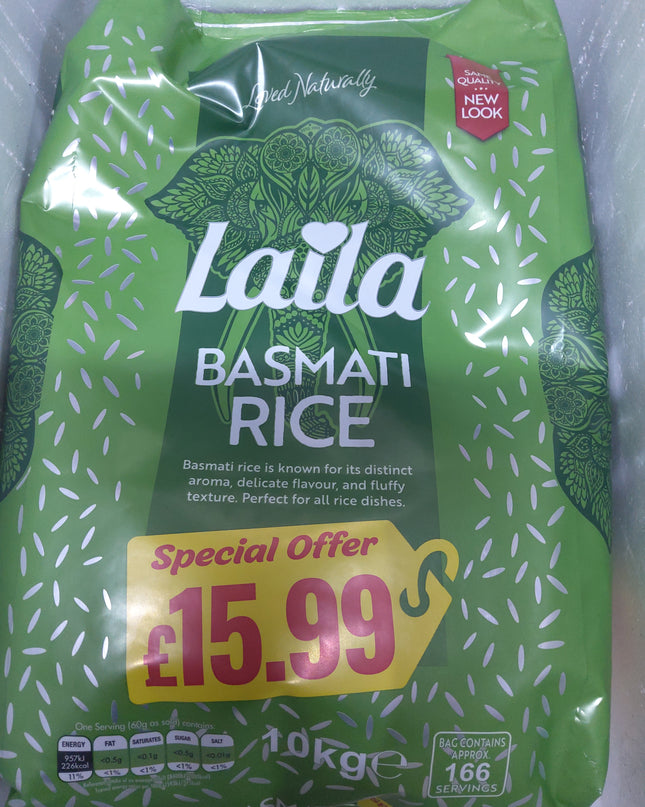 Loved Naturally
SAME
QUALITY
NEW
LOOK
Laila
BASMATI
RICE
Basmati rice is known for its distinct
aroma, delicate flavour, and fluffy
texture. Perfect for all rice dishes.
Special Offer
£15.99
One Serving (60g as sold) contains:
ENERGY FAT SATURATES SUGAR SALT
957kJ
226kcal <0.5g <0.1g <0.5g <0.01g
11% <1% <1% <1% <1%
10kg e
BAG CONTAINS
APPROX.
166
SERVINGS